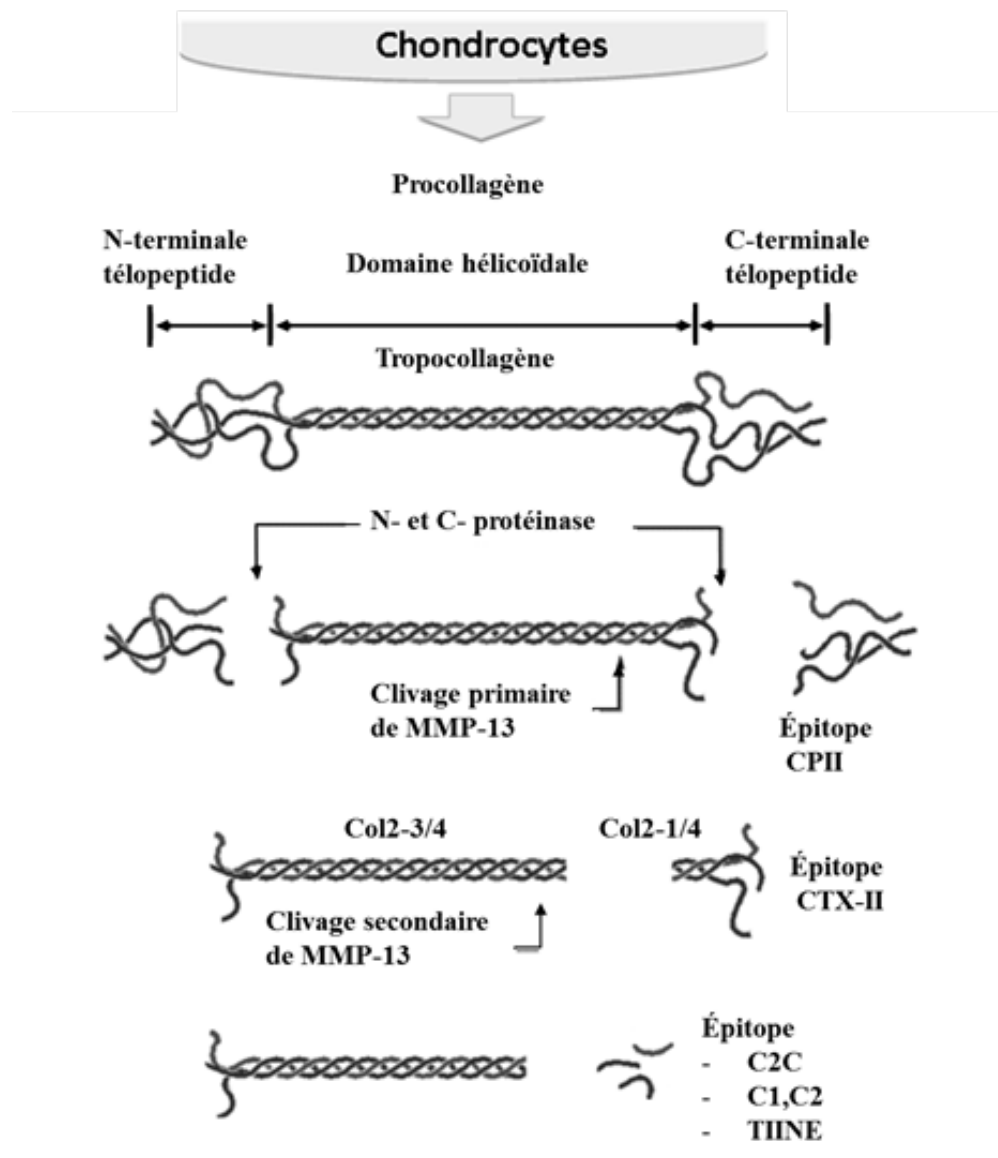 Chondrocytes
Procollagène
N-terminale
télopeptide
Domaine hélicoïdale
C-terminale
télopeptide
Tropocollagène
N- et C- protéinase
Clivage primaire
de MMP-13
Épitope
CPII
Col2-3/4
Col2-1/4
Épitope
CTX-II
Clivage secondaire
de MMP-13
Épitope
- C2C
- C1,C2
- TIINE